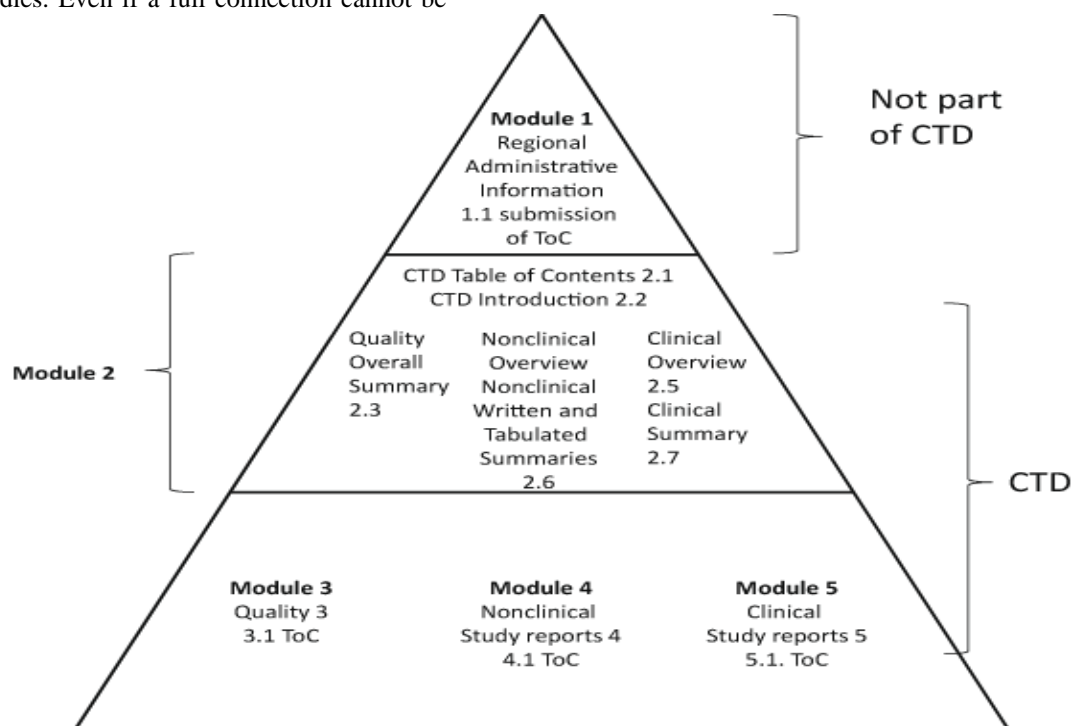 dies. Even if a full connection cannot be
Not part
of CTD
Module 1
Regional
Administrative
Information
1.1 submission
of ToC
CTD Table of Contents 2.1
CTD Introduction 2.2
Module 2
Quality
Overall
Summary
2.3
Nonclinical
Overview
Nonclinical
Written and
Tabulated
Summaries
2.6
Clinical
Overview
2.5
Clinical
Summary
2.7
CTD
Module 3
Quality 3
3.1 ToC
Module 4
Nonclinical
Study reports 4
4.1 ToC
Module 5
Clinical
Study reports 5
5.1. ToC